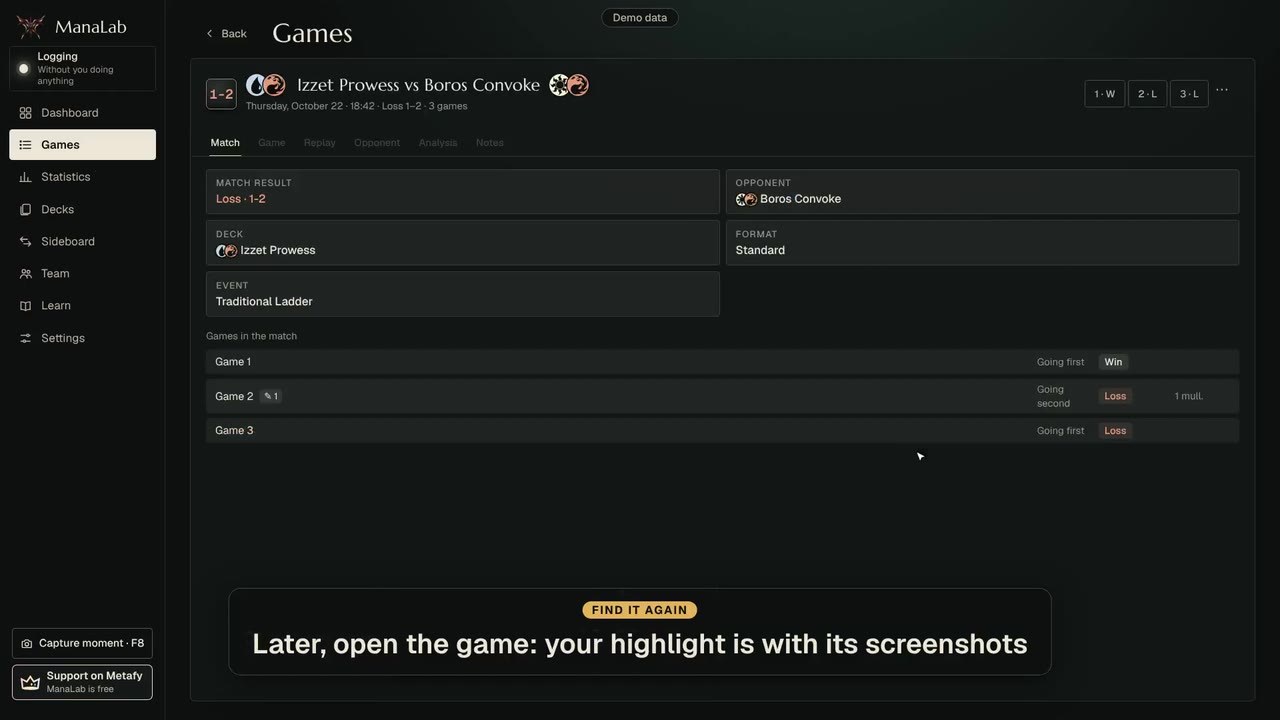 Demo data
ManaLab
Logging
Without you doing
anything
Dashboard
Games
Statistics
Decks
Sideboard
Team
Learn
Settings
Capture moment · F8
Support on Metafy
ManaLab is free
Back
Games
1-2
Izzet Prowess vs Boros Convoke
Thursday, October 22 · 18:42 · Loss 1–2 · 3 games
1 · W
2 · L
3 · L
...
Match
Game
Replay
Opponent
Analysis
Notes
MATCH RESULT
Loss · 1-2
OPPONENT
Boros Convoke
DECK
Izzet Prowess
FORMAT
Standard
EVENT
Traditional Ladder
Games in the match
Game 1
Going first
Win
Game 2
✎ 1
Going
second
Loss
1 mull.
Game 3
Going first
Loss
FIND IT AGAIN
Later, open the game: your highlight is with its screenshots